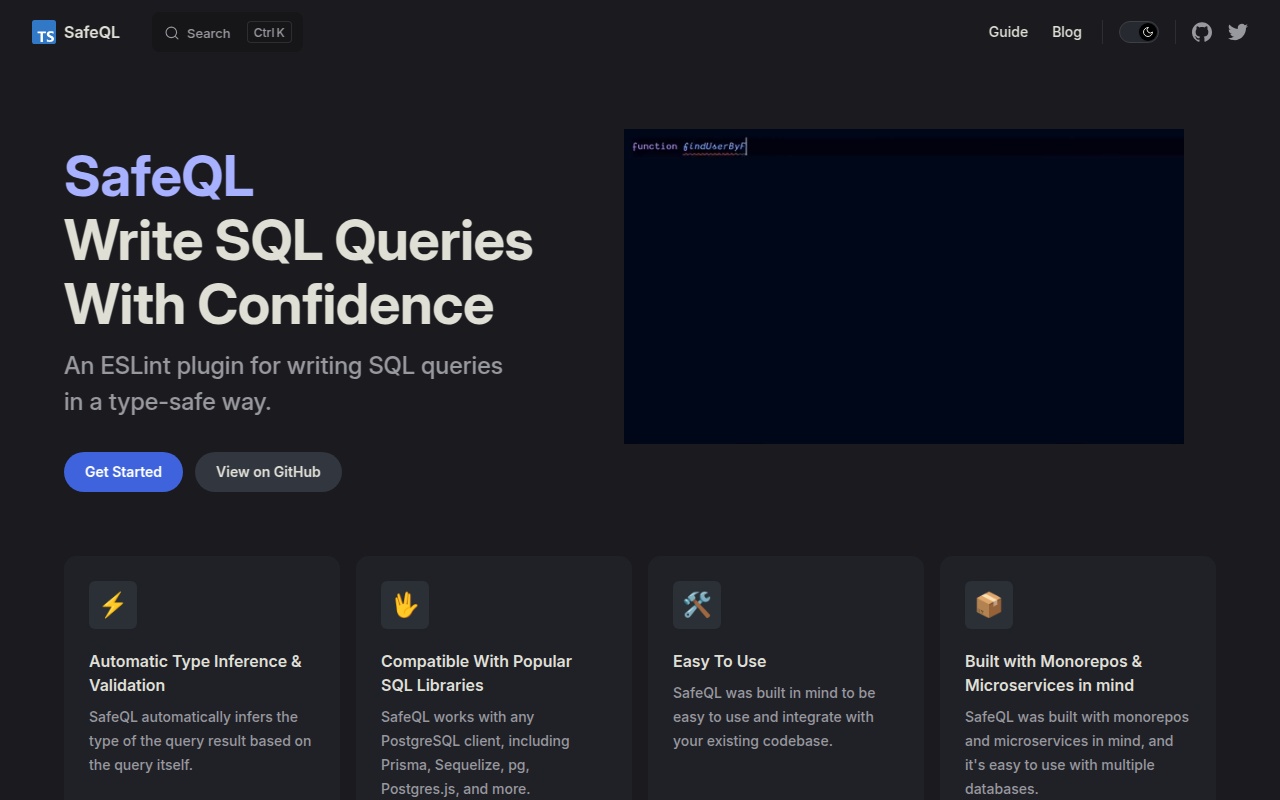 TS SafeQL
Search Ctrl K
Guide Blog
function findUserByF
SafeQL
Write SQL Queries
With Confidence
An ESLint plugin for writing SQL queries
in a type-safe way.
Get Started View on GitHub
Automatic Type Inference &
Validation
SafeQL automatically infers the
type of the query result based on
the query itself.
Compatible With Popular
SQL Libraries
SafeQL works with any
PostgreSQL client, including
Prisma, Sequelize, pg,
Postgres.js, and more.
Easy To Use
SafeQL was built in mind to be
easy to use and integrate with
your existing codebase.
Built with Monorepos &
Microservices in mind
SafeQL was built with monorepos
and microservices in mind, and
it's easy to use with multiple
databases.